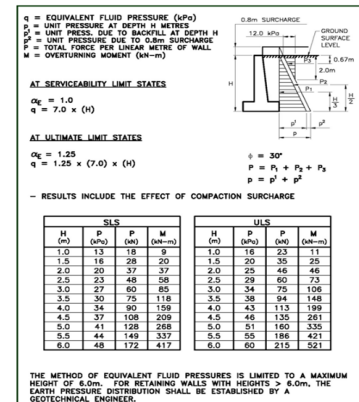 q = EQUIVALENT FLUID PRESSURE (kPa)
p = UNIT PRESSURE AT DEPTH H METRES
p¹ = UNIT PRESS. DUE TO BACKFILL AT DEPTH H
p² = UNIT PRESSURE DUE TO 0.8m SURCHARGE
P = TOTAL FORCE PER LINEAR METRE OF WALL
M = OVERTURNING MOMENT (kN-m)
AT SERVICEABILITY LIMIT STATES
αE = 1.0
q = 7.0 x (H)
AT ULTIMATE LIMIT STATES
αE = 1.25
q = 1.25 x (7.0) x (H)
0.8m SURCHARGE
12.0 kPa
GROUND
SURFACE
LEVEL
P3
0.67m
2.0m
H
P2
P1
H/2
H/3
p¹ p²
p
ϕ = 30°
P = P1 + P2 + P3
p = p¹ + p²
– RESULTS INCLUDE THE EFFECT OF COMPACTION SURCHARGE
SLS
H (m) P (kPa) P (kN) M (kN-m)
1.0 13 18 9
1.5 16 28 20
2.0 20 37 37
2.5 23 48 58
3.0 27 60 85
3.5 30 75 118
4.0 34 90 159
4.5 37 108 209
5.0 41 128 268
5.5 44 149 337
6.0 48 172 417
ULS
H (m) P (kPa) P (kN) M (kN-m)
1.0 16 23 11
1.5 20 35 25
2.0 25 46 46
2.5 29 60 73
3.0 34 75 106
3.5 38 94 148
4.0 43 113 199
4.5 46 135 261
5.0 51 160 335
5.5 55 186 421
6.0 60 215 521
THE METHOD OF EQUIVALENT FLUID PRESSURES IS LIMITED TO A MAXIMUM
HEIGHT OF 6.0m. FOR RETAINING WALLS WITH HEIGHTS > 6.0m, THE
EARTH PRESSURE DISTRIBUTION SHALL BE ESTABLISHED BY A
GEOTECHNICAL ENGINEER.